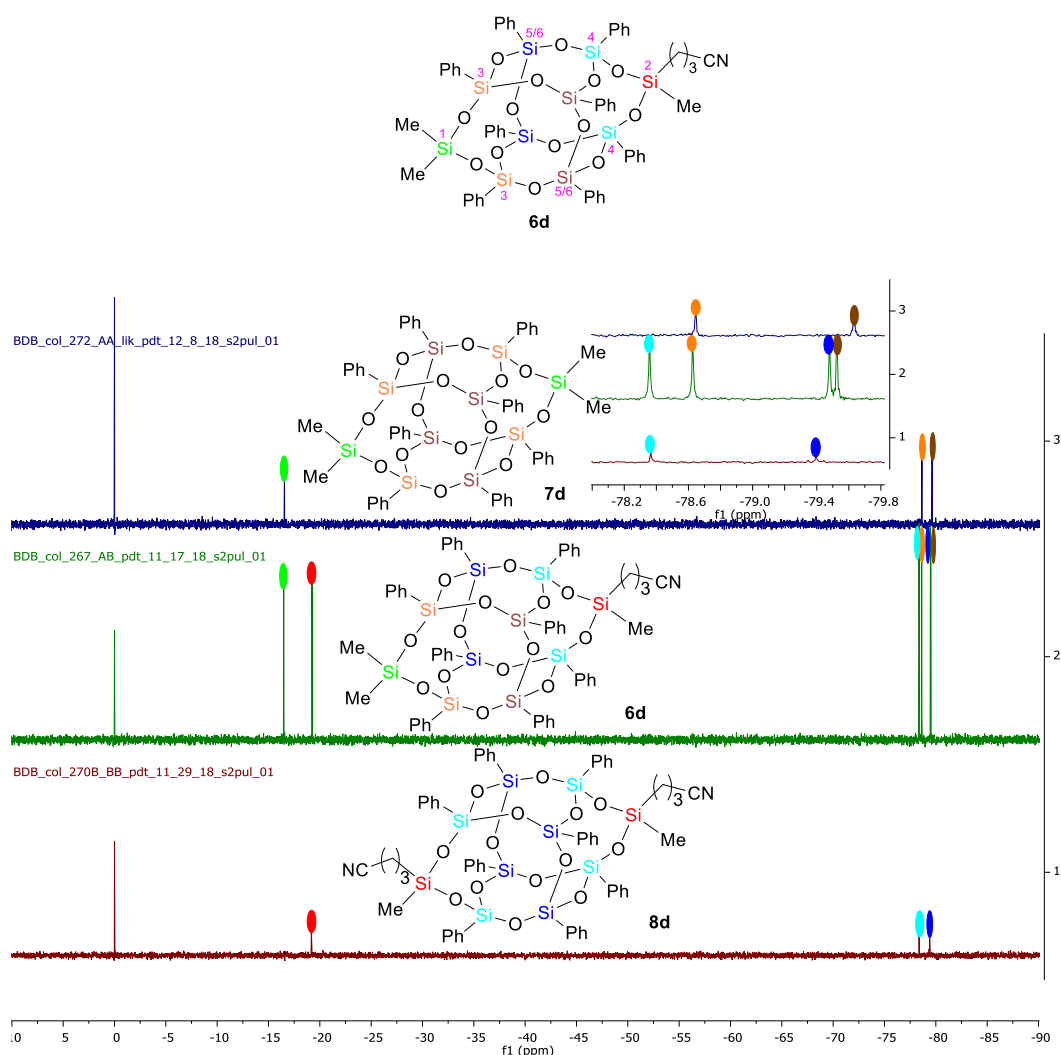 Ph 5/6 4 Ph
Si O Si 2 ( )3 CN
O O O Si
Ph 3 Si O Si Me
O O Ph O O
Me 1 Ph Si O Si
Si O O 4 Ph
Me O Si O Si
Ph 3 5/6 Ph
6d
BDB_col_272_AA_lik_pdt_12_8_18_s2pul_01
Ph Ph
Si O Si Me
O O O Si
Ph Si O Si Me
O O Ph O O
Me Ph Si O Si
Si O O Ph
Me O Si O Si
Ph Ph
7d
3
2
1
-78.2 -78.6 -79.0 -79.4 -79.8
f1 (ppm)
3
BDB_col_267_AB_pdt_11_17_18_s2pul_01
Ph Ph
Si O Si ( )3 CN
O O O Si
Ph Si O Si Me
O O Ph O O
Me Ph Si O Si
Si O O Ph
Me O Si O Si
Ph Ph
6d
2
BDB_col_270B_BB_pdt_11_29_18_s2pul_01
Ph Ph
Si O Si ( )3 CN
O O O Si
Ph Si O Si Me
O O Ph O O
NC ( )3 Ph Si O Si
Si O O Ph
Me O Si O Si
Ph Ph
8d
1
10 5 0 -5 -10 -15 -20 -25 -30 -35 -40 -45 -50 -55 -60 -65 -70 -75 -80 -85 -90
f1 (ppm)